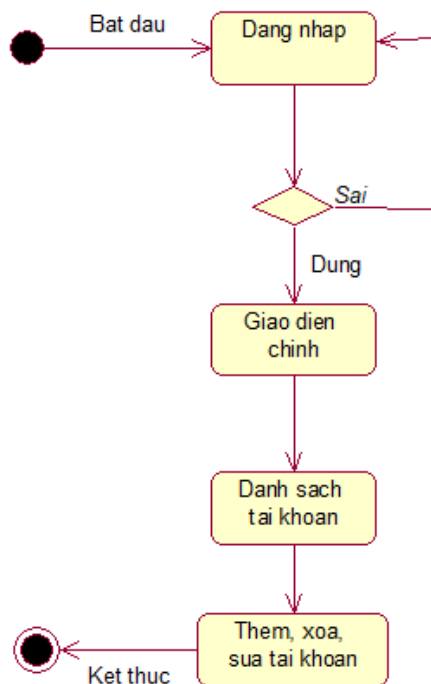 Bat dau
Dang nhap
Sai
Dung
Giao dien
chinh
Danh sach
tai khoan
Them, xoa,
sua tai khoan
Ket thuc